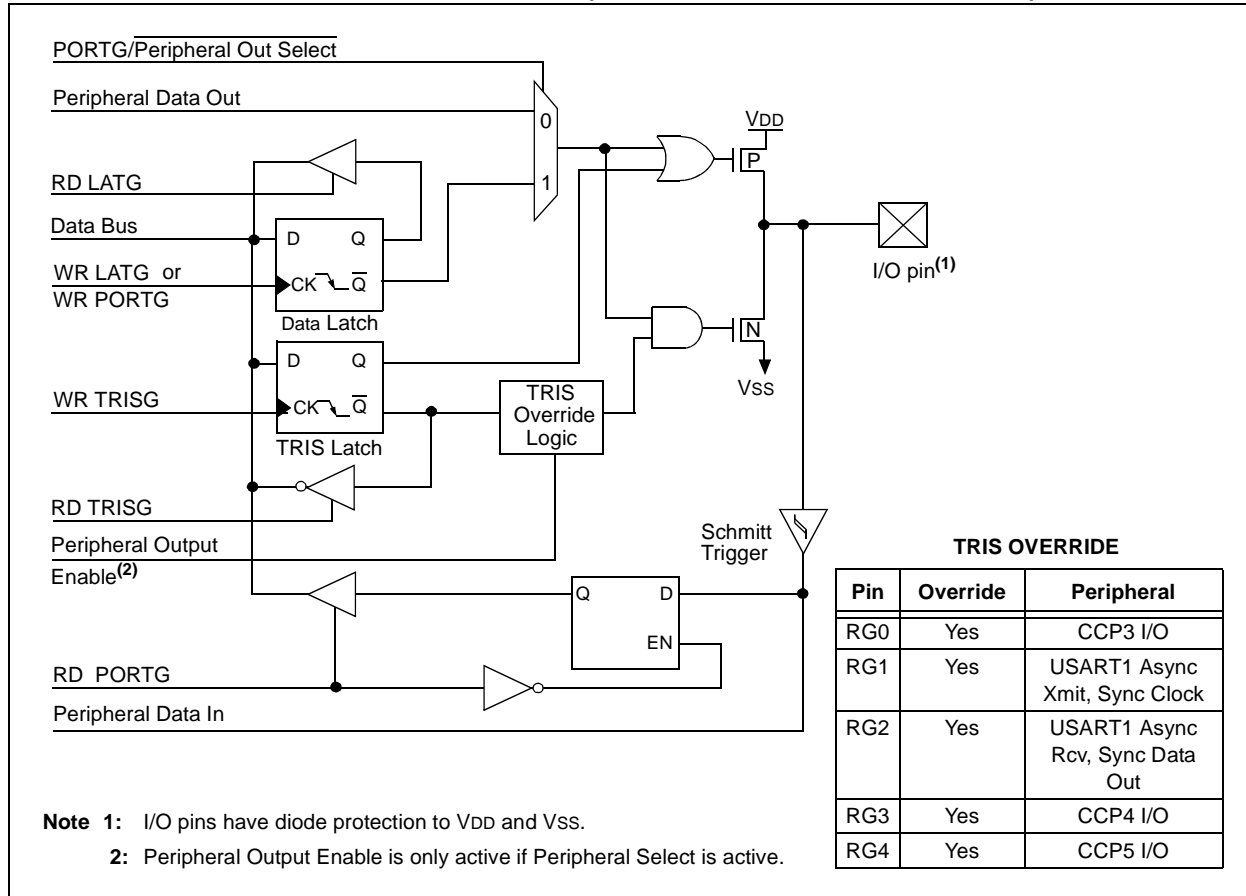 PORTG/Peripheral Out Select
Peripheral Data Out
RD LATG
Data Bus
WR LATG or
WR PORTG
D Q
CK Q
Data Latch
WR TRISG
D Q
CK Q
TRIS Latch
RD TRISG
Peripheral Output
Enable(2)
RD PORTG
Peripheral Data In
0
1
TRIS
Override
Logic
VDD
P
N
VSS
I/O pin(1)
Schmitt
Trigger
Q D
EN
TRIS OVERRIDE
Pin Override Peripheral
RG0 Yes CCP3 I/O
RG1 Yes USART1 Async
Xmit, Sync Clock
RG2 Yes USART1 Async
Rcv, Sync Data
Out
RG3 Yes CCP4 I/O
RG4 Yes CCP5 I/O
Note 1: I/O pins have diode protection to VDD and VSS.
2: Peripheral Output Enable is only active if Peripheral Select is active.